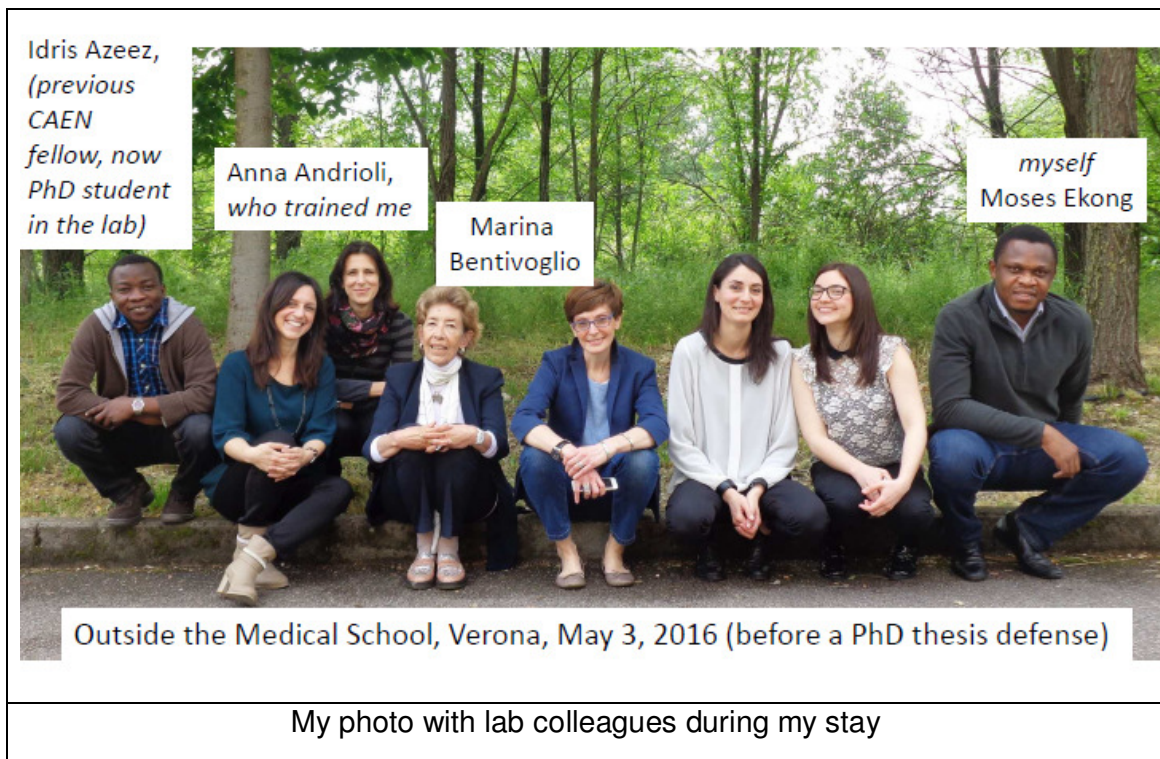 Idris Azeez,
(previous
CAEN
fellow, now
PhD student
in the lab)
Anna Andrioli,
who trained me
Marina
Bentivoglio
myself
Moses Ekong
Outside the Medical School, Verona, May 3, 2016 (before a PhD thesis defense)
My photo with lab colleagues during my stay